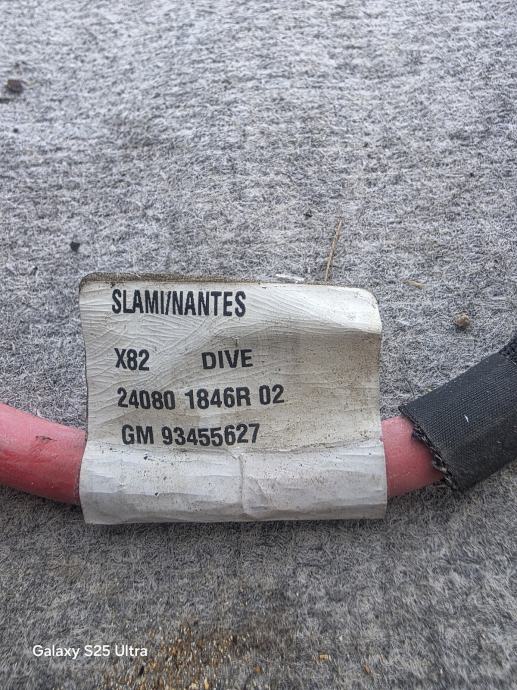 SLAMI/NANTES
X82 DIVE
24080 1846R 02
GM 93455627
Galaxy S25 Ultra